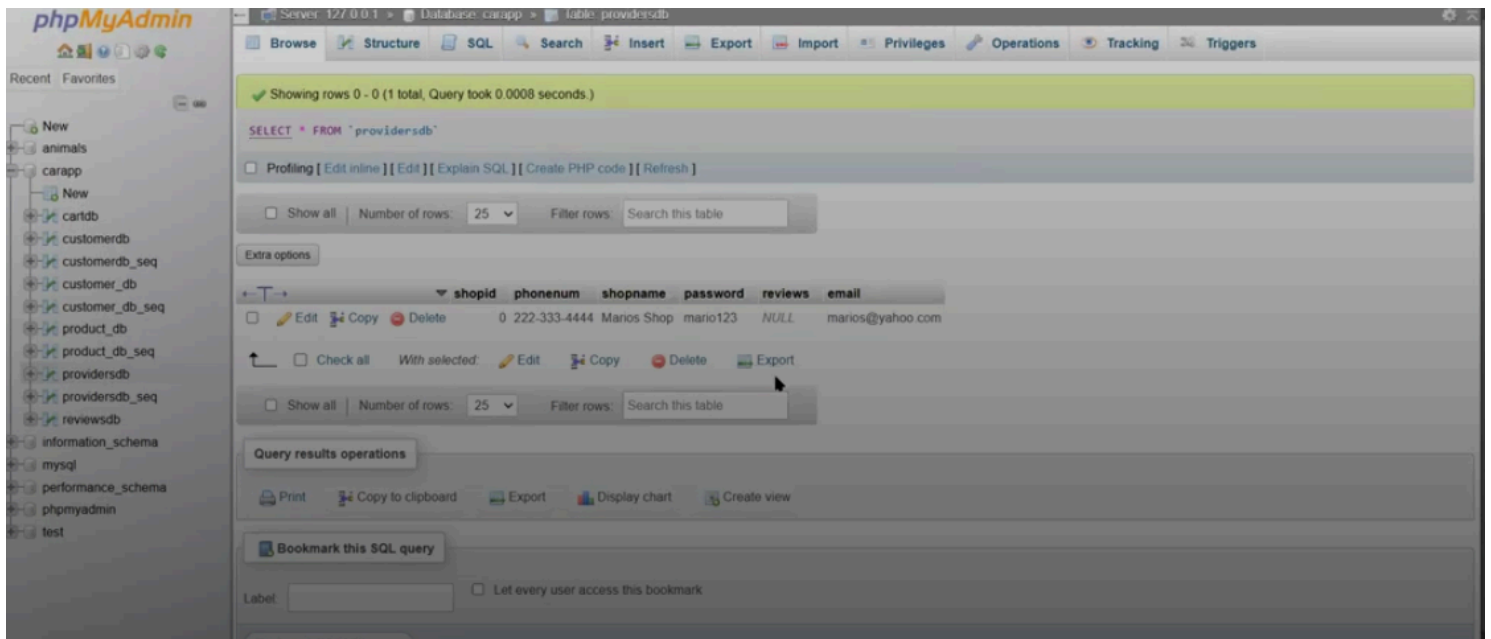 phpMyAdmin
Server: 127.0.0.1 » Database: carapp » Table: providersdb
Browse Structure SQL Search Insert Export Import Privileges Operations Tracking Triggers
Recent Favorites
New
animals
carapp
New
cartdb
customerdb
customerdb_seq
customer_db
customer_db_seq
product_db
product_db_seq
providersdb
providersdb_seq
reviewsdb
information_schema
mysql
performance_schema
phpmyadmin
test
Showing rows 0 - 0 (1 total, Query took 0.0008 seconds.)
SELECT * FROM `providersdb`
Profiling [ Edit inline ] [ Edit ] [ Explain SQL ] [ Create PHP code ] [ Refresh ]
Show all | Number of rows: 25 Filter rows: Search this table
Extra options
shopid phonenum shopname password reviews email
Edit Copy Delete 0 222-333-4444 Marios Shop mario123 NULL marios@yahoo.com
Check all With selected: Edit Copy Delete Export
Show all | Number of rows: 25 Filter rows: Search this table
Query results operations
Print Copy to clipboard Export Display chart Create view
Bookmark this SQL query
Label: Let every user access this bookmark